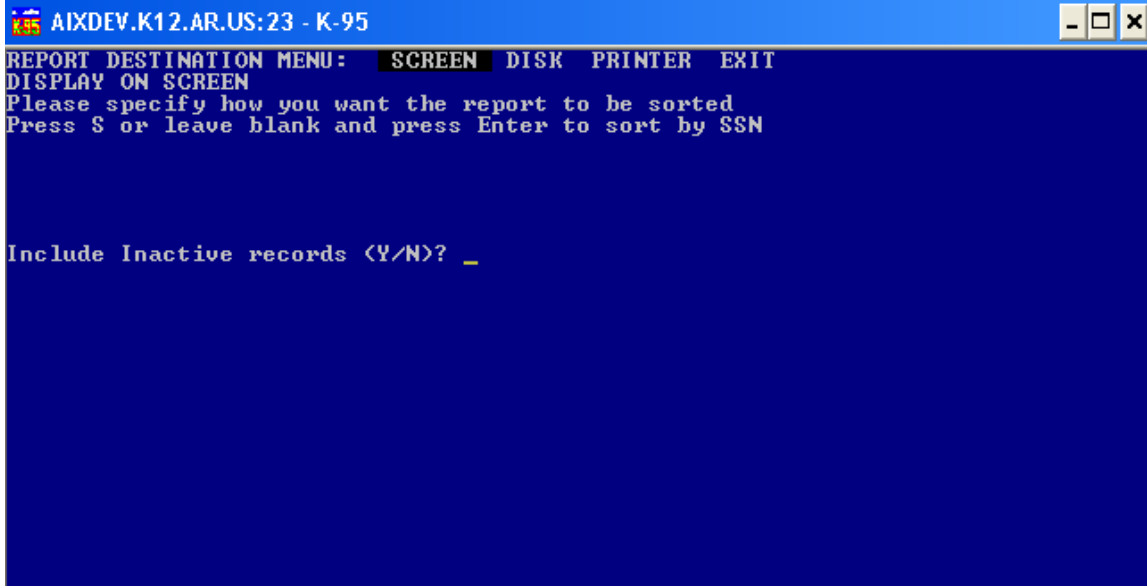 K-95 AIXDEV.K12.AR.US:23 - K-95
REPORT DESTINATION MENU: SCREEN DISK PRINTER EXIT
DISPLAY ON SCREEN
Please specify how you want the report to be sorted
Press S or leave blank and press Enter to sort by SSN
Include Inactive records (Y/N)? _